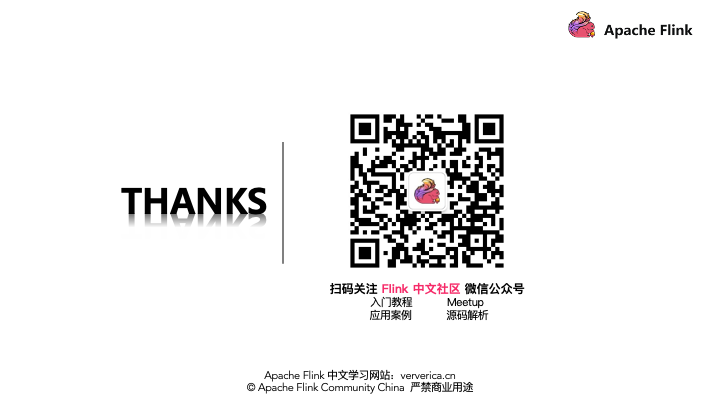 Apache Flink
THANKS
扫码关注 Flink 中文社区 微信公众号
入门教程 Meetup
应用案例 源码解析
Apache Flink 中文学习网站：ververica.cn
© Apache Flink Community China 严禁商业用途